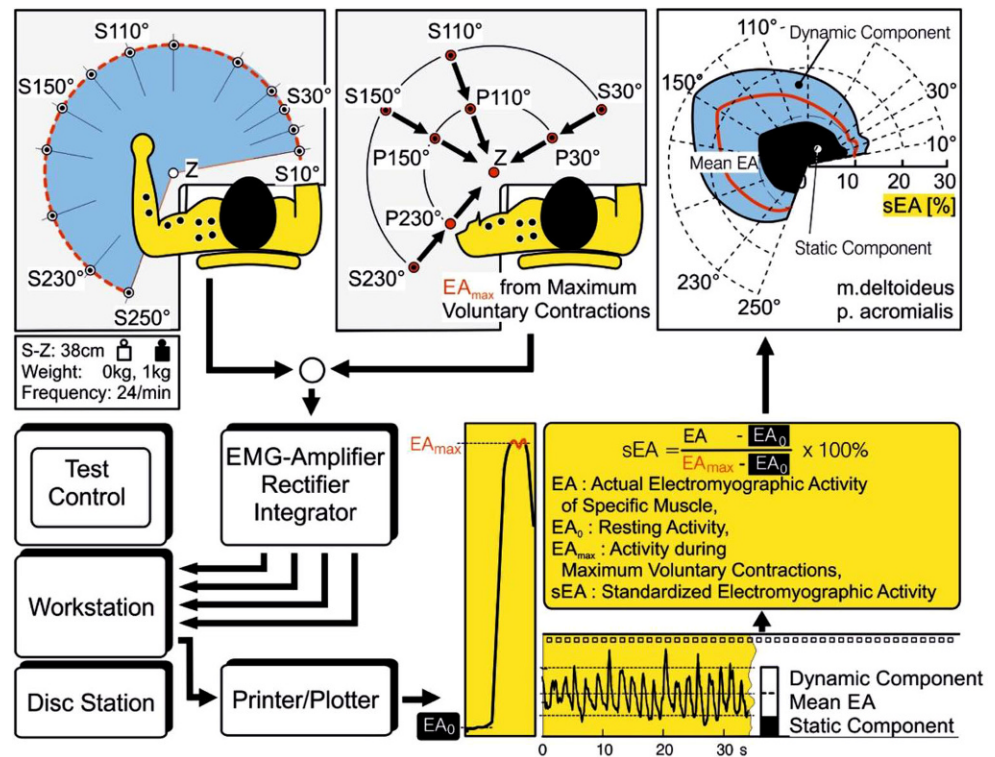 S110°
S150°
S30°
Z
S10°
S230°
S250°
S-Z: 38cm
Weight: 0kg, 1kg
Frequency: 24/min
S110°
S150°
P110°
S30°
P150°
Z
P30°
P230°
S230°
EAmax from Maximum
Voluntary Contractions
110°
Dynamic Component
150°
30°
Mean EA
10°
0 10 20 30
sEA [%]
Static Component
230°
250°
m.deltoideus
p. acromialis
Test
Control
Workstation
Disc Station
EMG-Amplifier
Rectifier
Integrator
Printer/Plotter
EAmax
EA₀
sEA = EA - EA₀ / EAmax - EA₀ x 100%
EA : Actual Electromyographic Activity
of Specific Muscle,
EA₀ : Resting Activity,
EAmax : Activity during
Maximum Voluntary Contractions,
sEA : Standardized Electromyographic Activity
Dynamic Component
Mean EA
Static Component
0 10 20 30 s